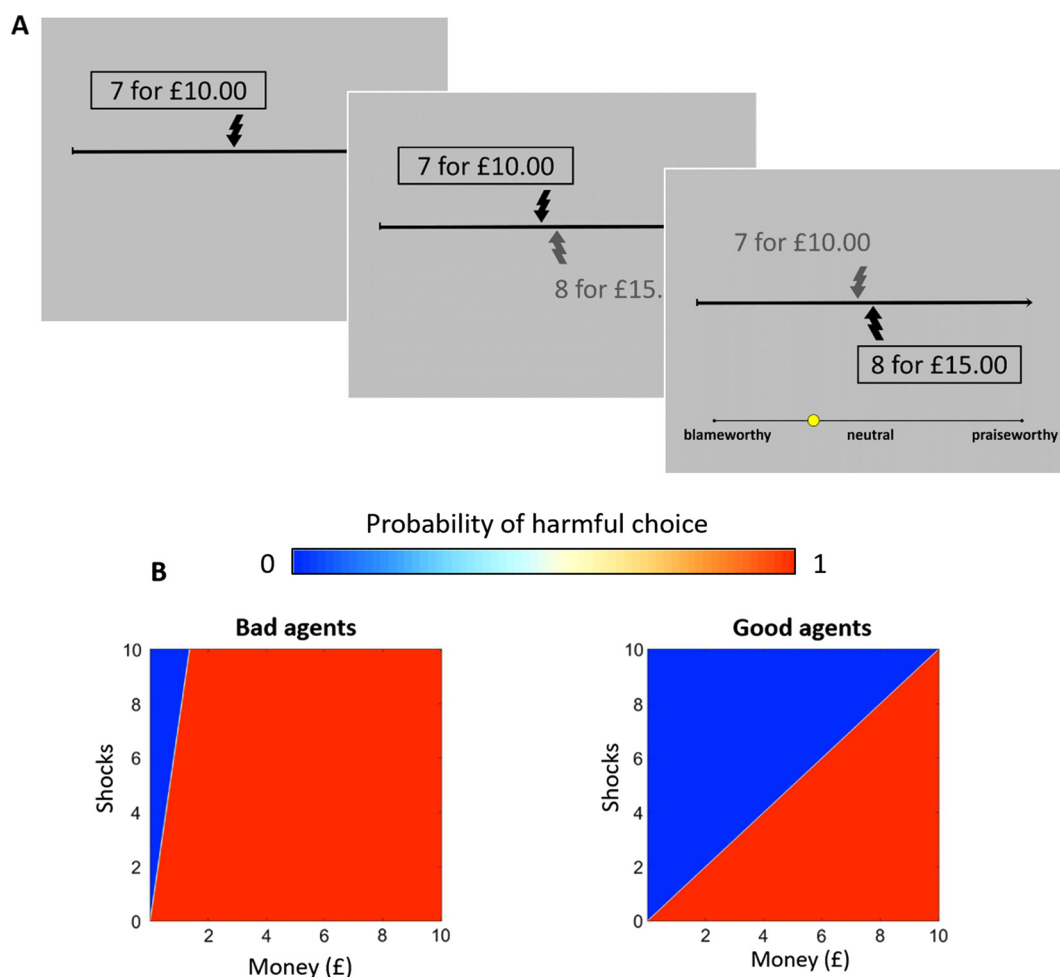 A
7 for £10.00
7 for £10.00
8 for £15.
7 for £10.00
8 for £15.00
blameworthy neutral praiseworthy
Probability of harmful choice
0 1
B
Bad agents Good agents
10 10
8 8
6 6
4 4
2 2
0 0
Shocks Shocks
2 4 6 8 10 2 4 6 8 10
Money (£) Money (£)